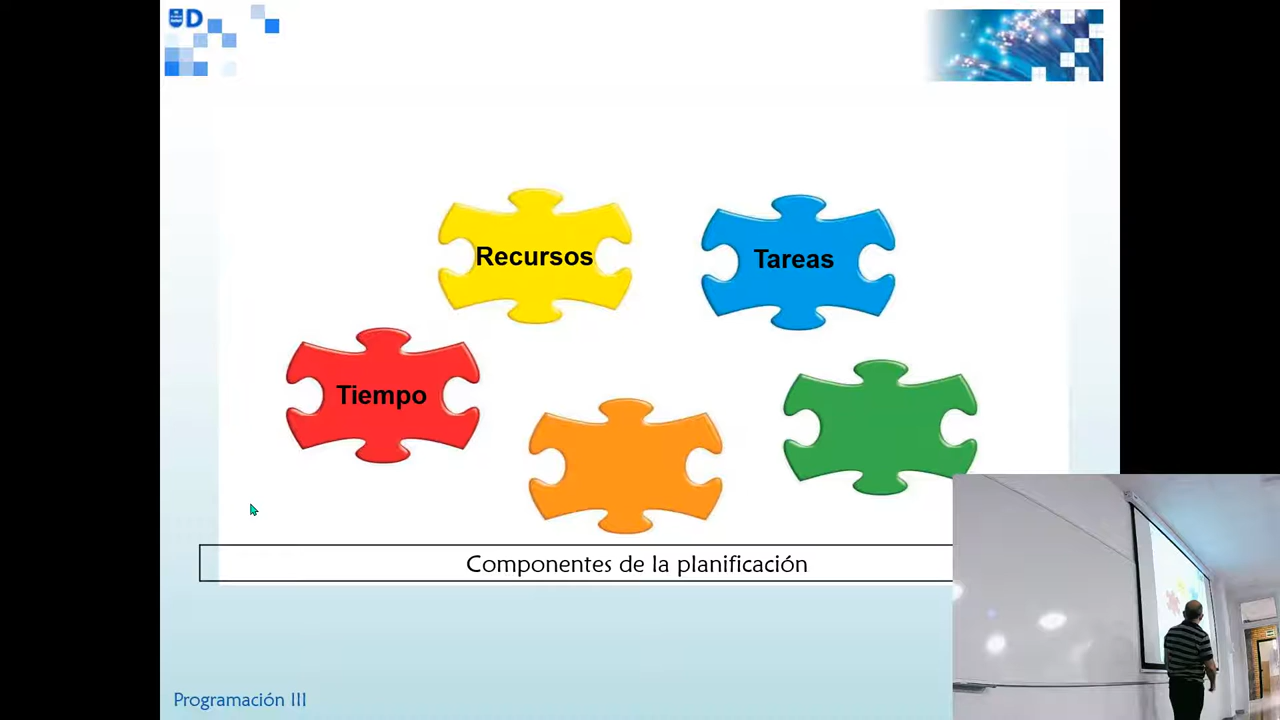 D
Recursos
Tareas
Tiempo
Componentes de la planificación
Programación III